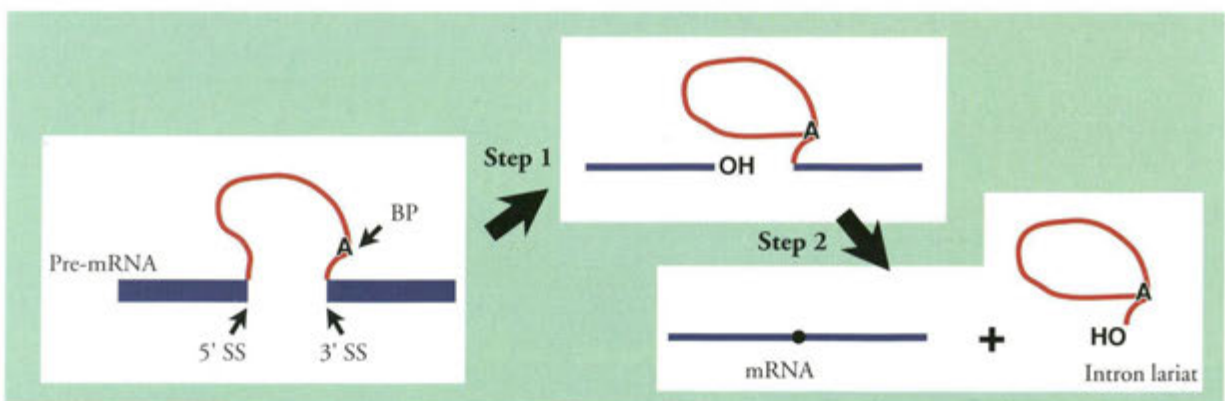 Pre-mRNA
A
BP
5' SS
3' SS
Step 1
A
OH
Step 2
mRNA
+
A
HO
Intron lariat